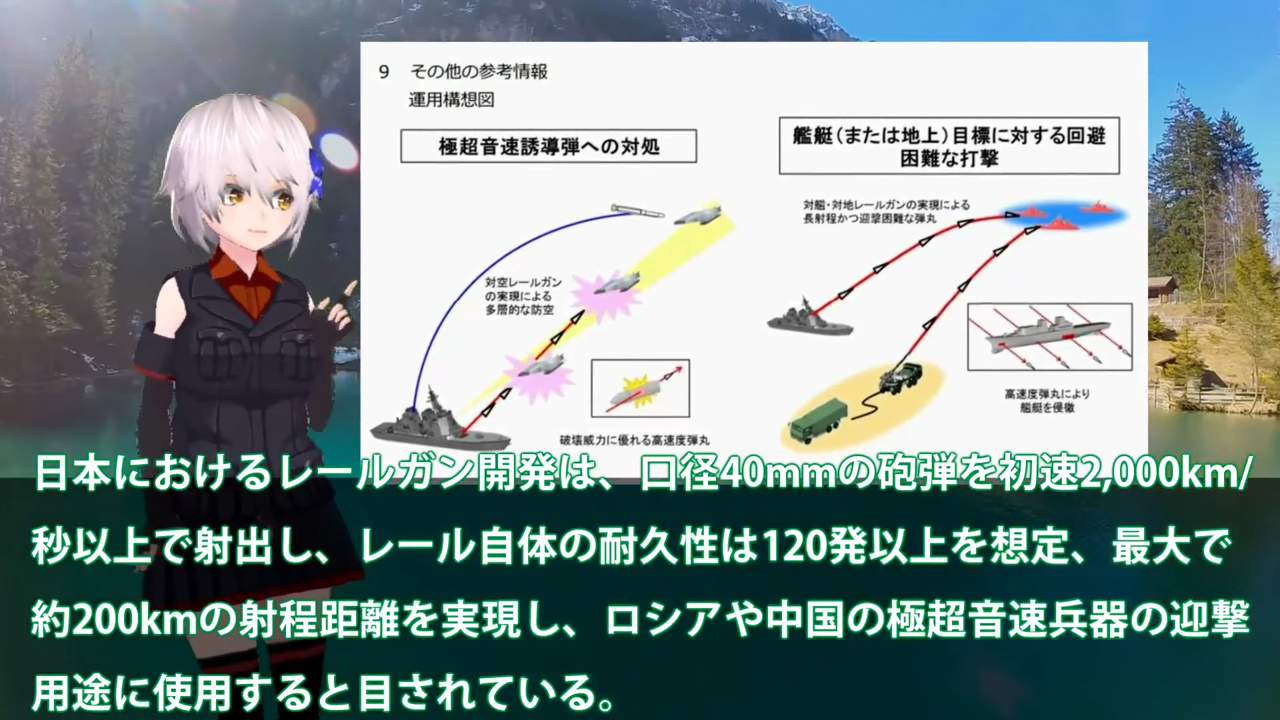 9 その他の参考情報
運用構想図
極超音速誘導弾への対処
対空レールガン
の実現による
多層的な防空
破壊威力に優れる高速度弾丸
艦艇(または地上)目標に対する回避
困難な打撃
対艦・対地レールガンの実現による
長射程かつ迎撃困難な弾丸
高速度弾丸により
艦艇を侵徹
日本におけるレールガン開発は、口径40mmの砲弾を初速2,000km/
秒以上で射出し、レール自体の耐久性は120発以上を想定、最大で
約200kmの射程距離を実現し、ロシアや中国の極超音速兵器の迎撃
用途に使用すると目されている。